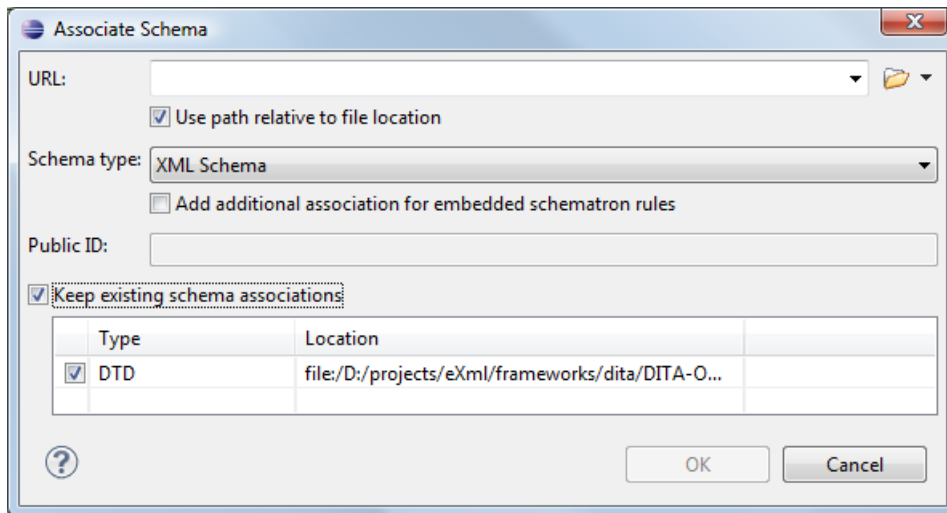 Associate Schema
URL:
Use path relative to file location
Schema type: XML Schema
Add additional association for embedded schematron rules
Public ID:
Keep existing schema associations
Type Location
DTD file:/D:/projects/eXml/frameworks/dita/DITA-O...
OK Cancel